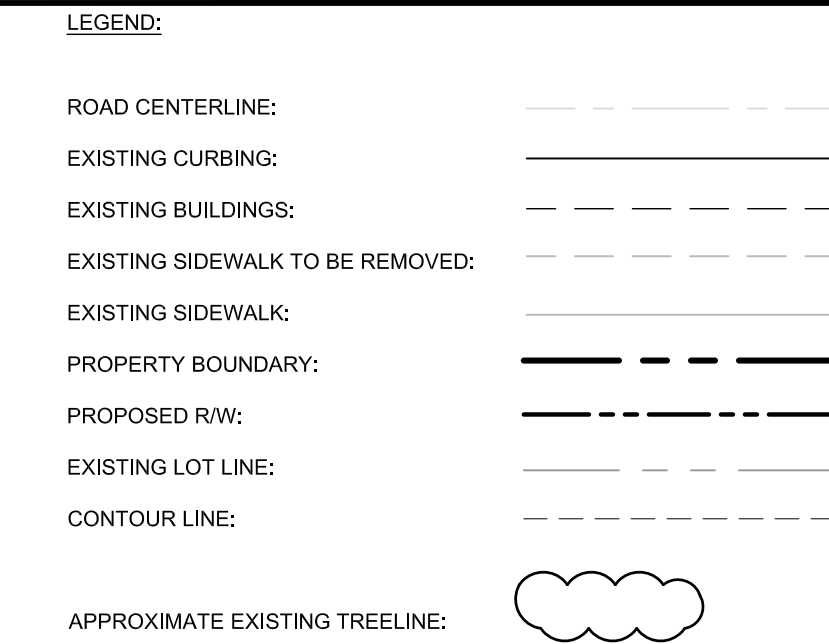 LEGEND:
ROAD CENTERLINE:
EXISTING CURBING:
EXISTING BUILDINGS:
EXISTING SIDEWALK TO BE REMOVED:
EXISTING SIDEWALK:
PROPERTY BOUNDARY:
PROPOSED R/W:
EXISTING LOT LINE:
CONTOUR LINE:
APPROXIMATE EXISTING TREELINE: